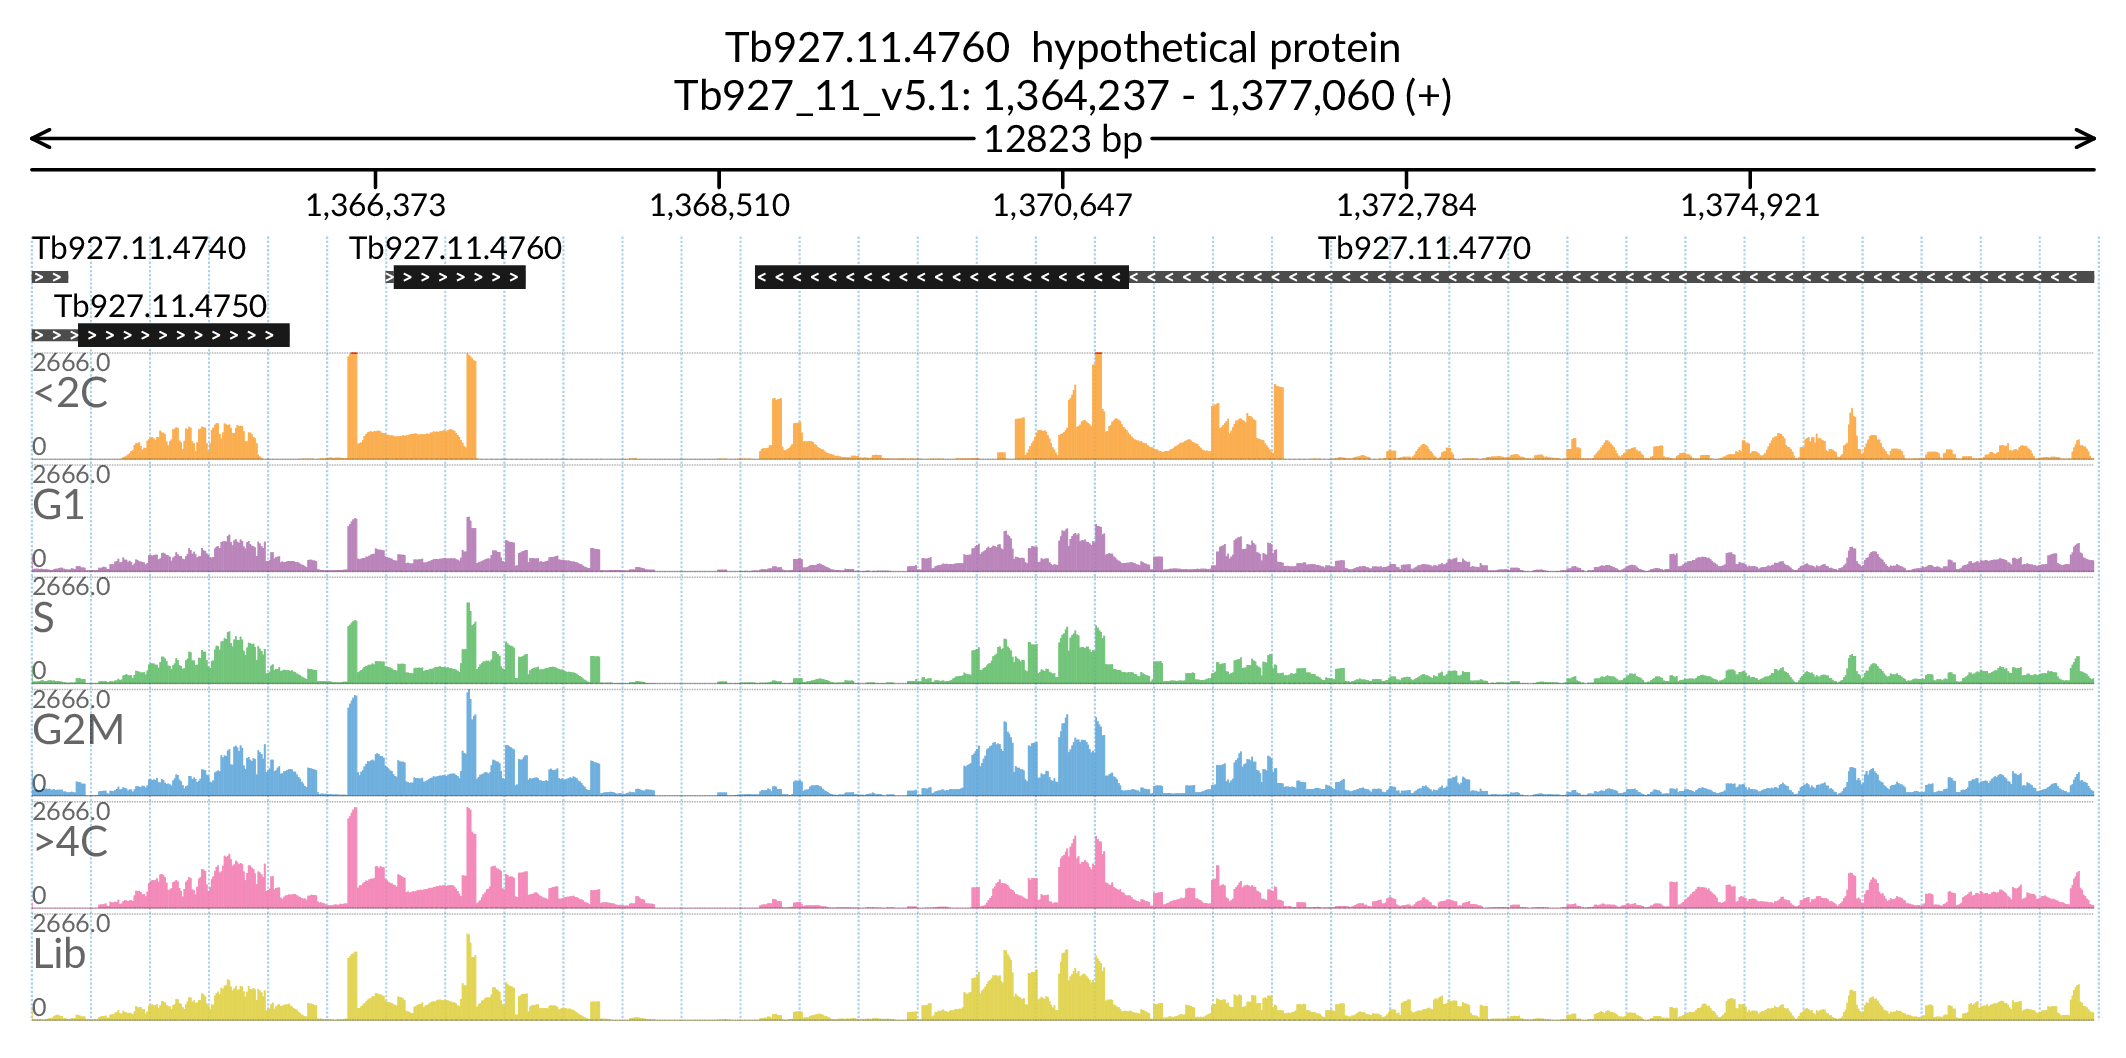 Tb927.11.4760 hypothetical protein
Tb927_11_v5.1: 1,364,237 - 1,377,060 (+)
12823 bp
1,366,373 1,368,510 1,370,647 1,372,784 1,374,921
Tb927.11.4740 Tb927.11.4760 Tb927.11.4770
Tb927.11.4750
2666.0
<2C
0
2666.0
G1
0
2666.0
S
0
2666.0
G2M
0
2666.0
>4C
0
2666.0
Lib
0